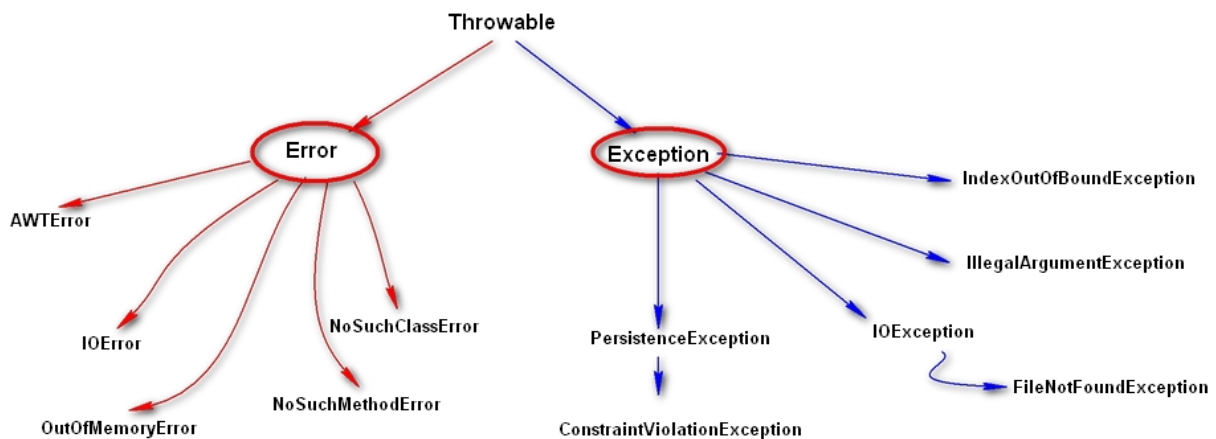 Throwable
Error
Exception
IndexOutOfBoundException
AWTError
IllegalArgumentException
NoSuchClassError
IOError
PersistenceException
IOException
FileNotFoundException
NoSuchMethodError
OutOfMemoryError
ConstraintViolationException